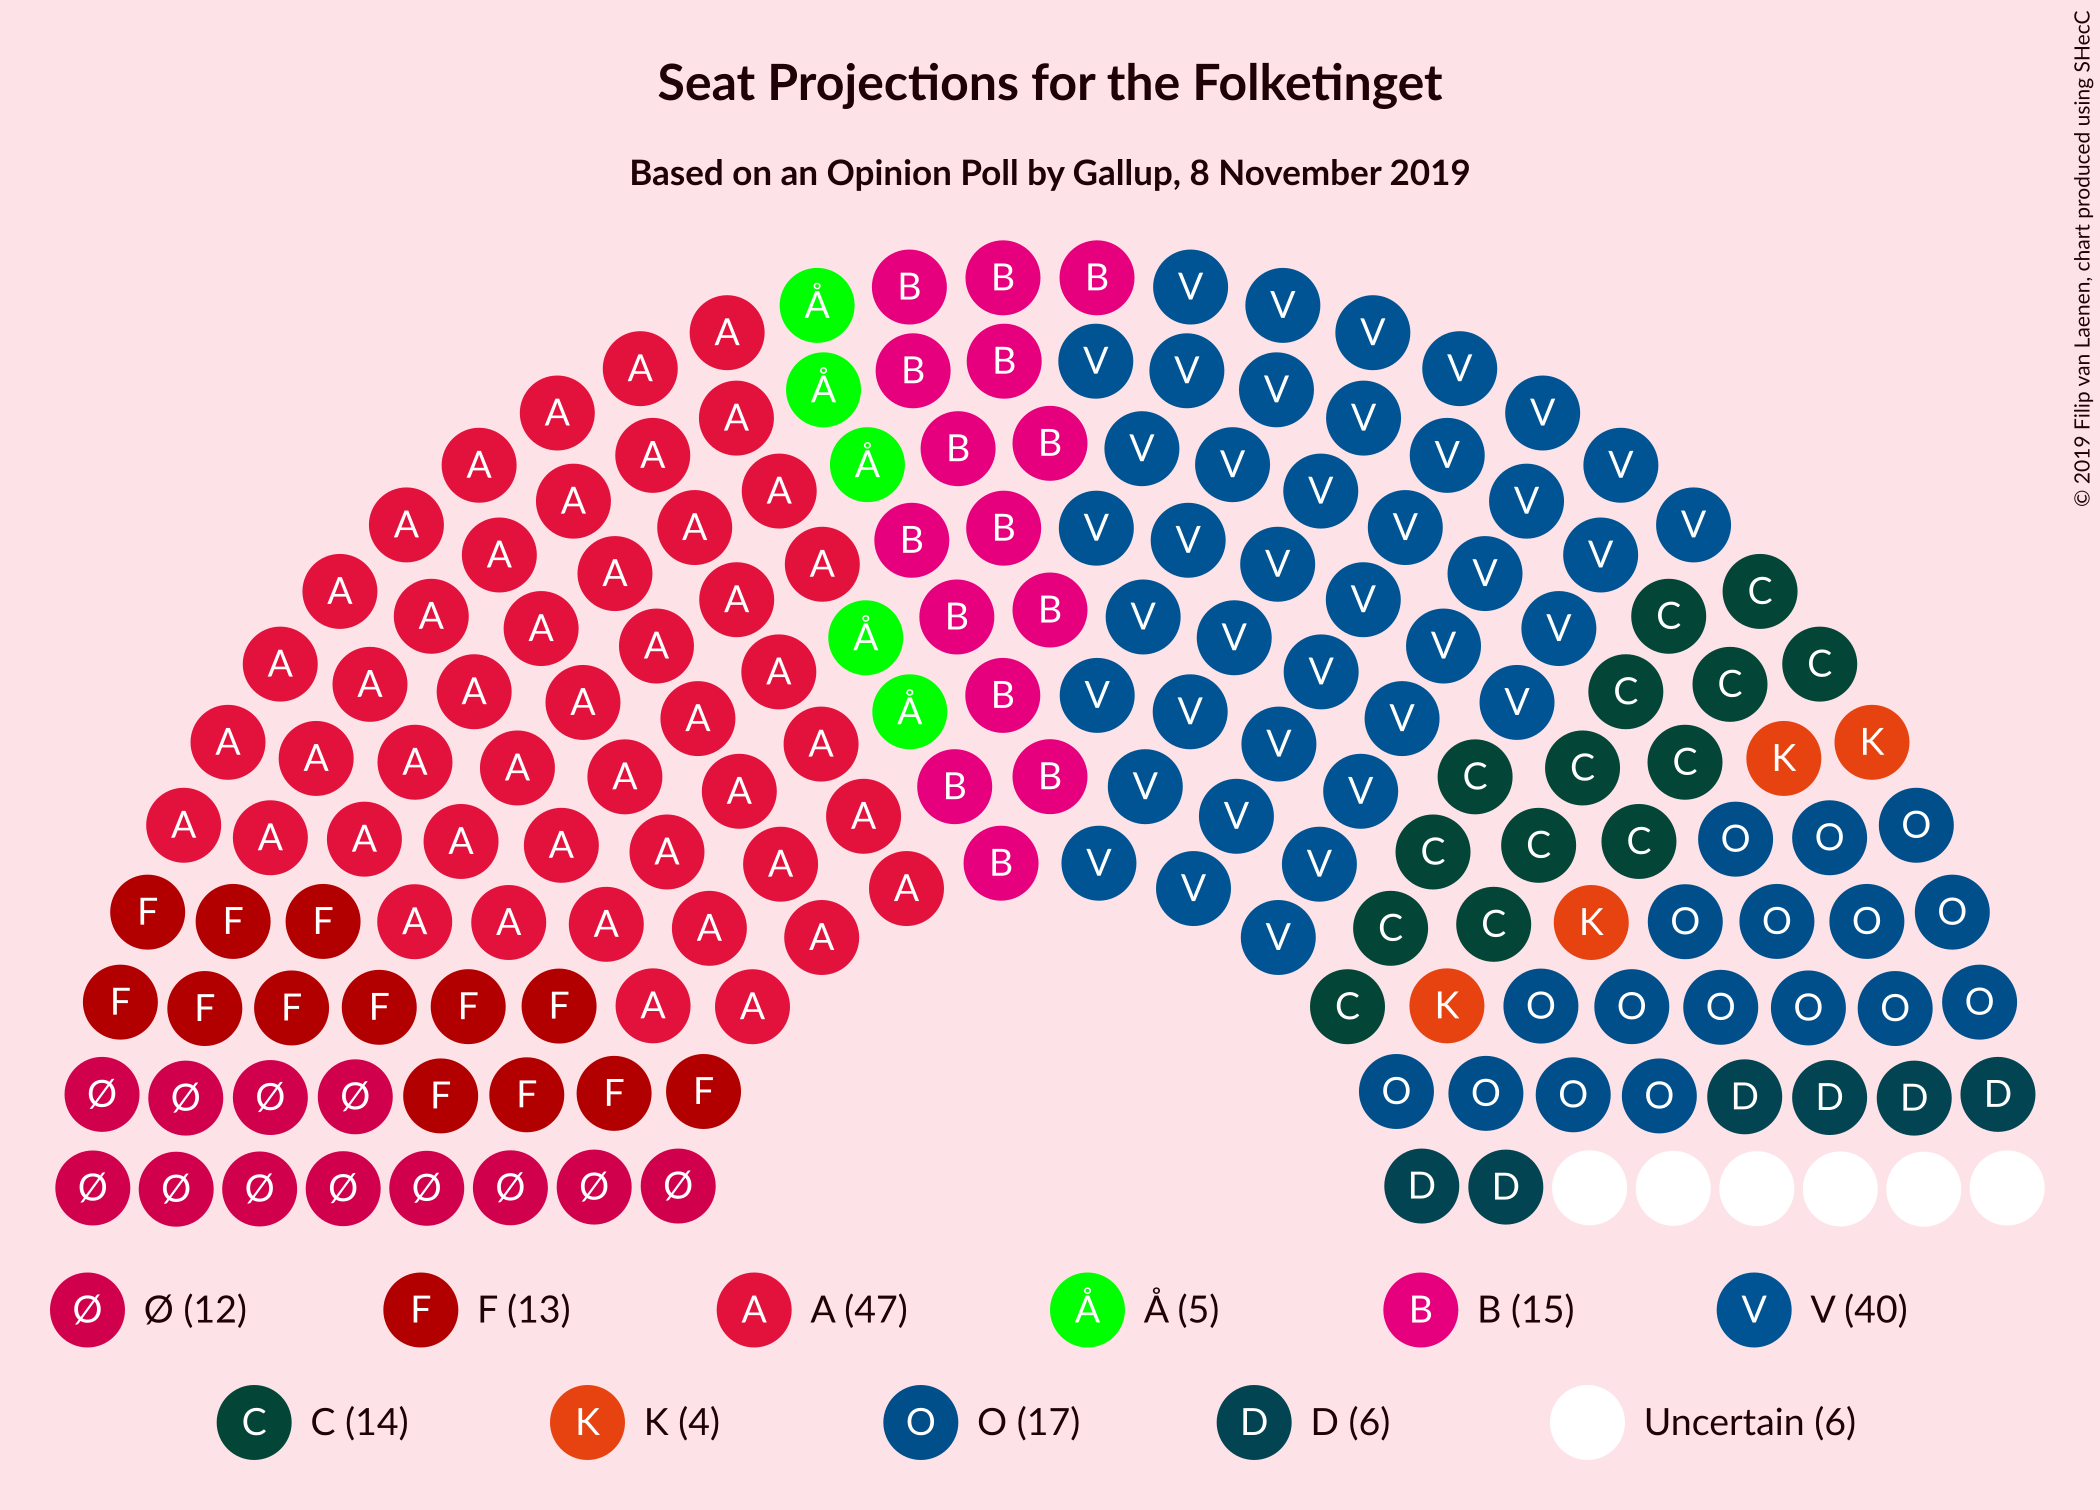 Seat Projections for the Folketinget
Based on an Opinion Poll by Gallup, 8 November 2019
© 2019 Filip van Laenen, chart produced using SHecC
B B B
Å V
A V
A V
A V
A B B V V V
A Å V
A A V V
A A B B V V
A A Å V V
A A V V
A A B B V V C
A A A V V V C
A A A V V V C
A A A Å B B V V V C
A A A V V V C
A A A B V V V C
A A A Å V V C
A A A A V V V C K K
A A A A B B V V C C C
A A A A A V V O O O
A A A A A A B V V V C C C
F F F A A A A A A V C C K O O O O
F F F F F F A A C K O O O O O O
Ø Ø Ø Ø F F F F O O O O D D D D
Ø Ø Ø Ø Ø Ø Ø Ø D D
Ø Ø (12) F F (13) A A (47) Å Å (5) B B (15) V V (40)
C C (14) K K (4) O O (17) D D (6) Uncertain (6)